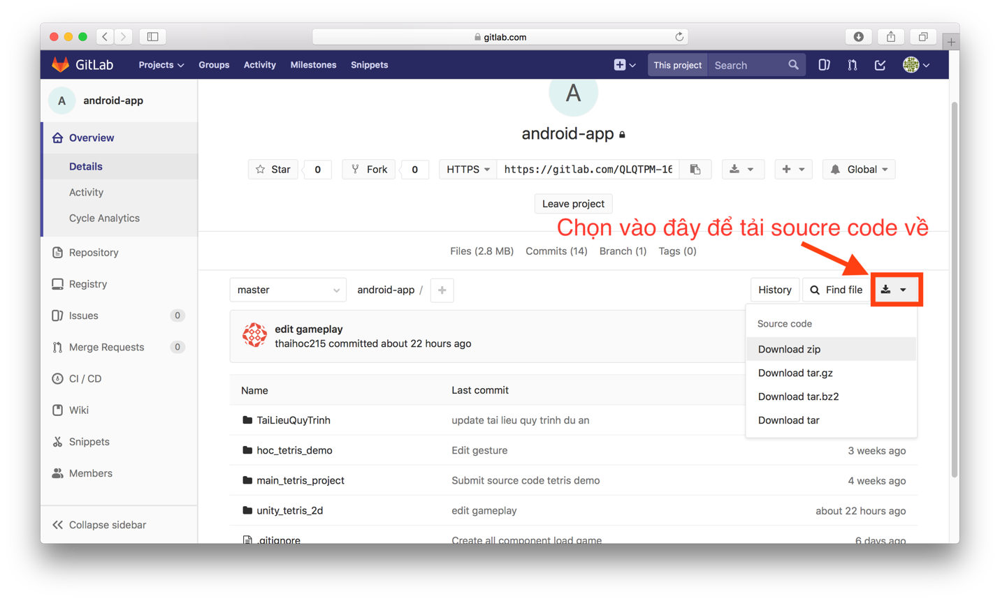 gitlab.com
GitLab Projects Groups Activity Milestones Snippets This project Search
A android-app
A
android-app
Overview
Details
Activity
Cycle Analytics
Repository
Registry
Issues 0
Merge Requests 0
CI / CD
Wiki
Snippets
Members
Collapse sidebar
Star 0 Fork 0 HTTPS https://gitlab.com/QLQTPM-16 Global
Leave project
Chọn vào đây để tải soucre code về
Files (2.8 MB) Commits (14) Branch (1) Tags (0)
master android-app / + History Find file
edit gameplay
thaihoc215 committed about 22 hours ago
Source code
Download zip
Download tar.gz
Download tar.bz2
Download tar
Name Last commit
TaiLieuQuyTrinh update tai lieu quy trinh du an
hoc_tetris_demo Edit gesture 3 weeks ago
main_tetris_project Submit source code tetris demo 4 weeks ago
unity_tetris_2d edit gameplay about 22 hours ago
.gitignore Create all component load game 6 days ago